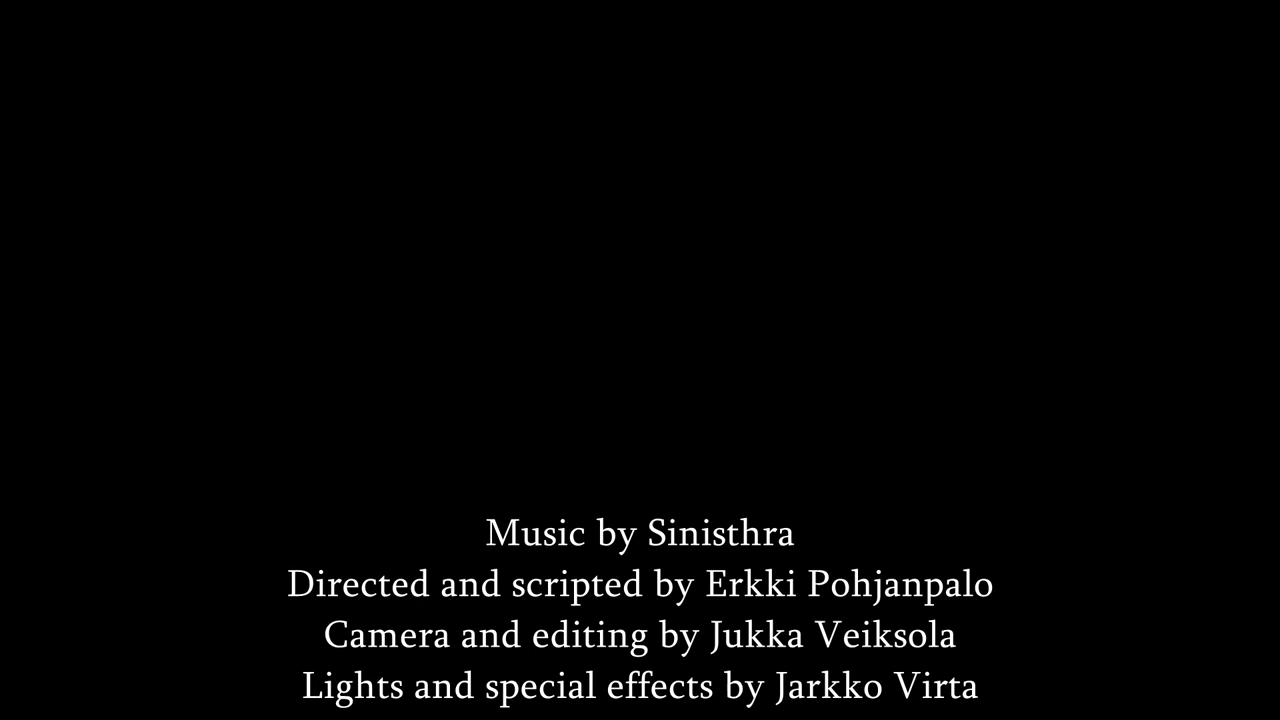 Music by Sinisthra
Directed and scripted by Erkki Pohjanpalo
Camera and editing by Jukka Veiksola
Lights and special effects by Jarkko Virta